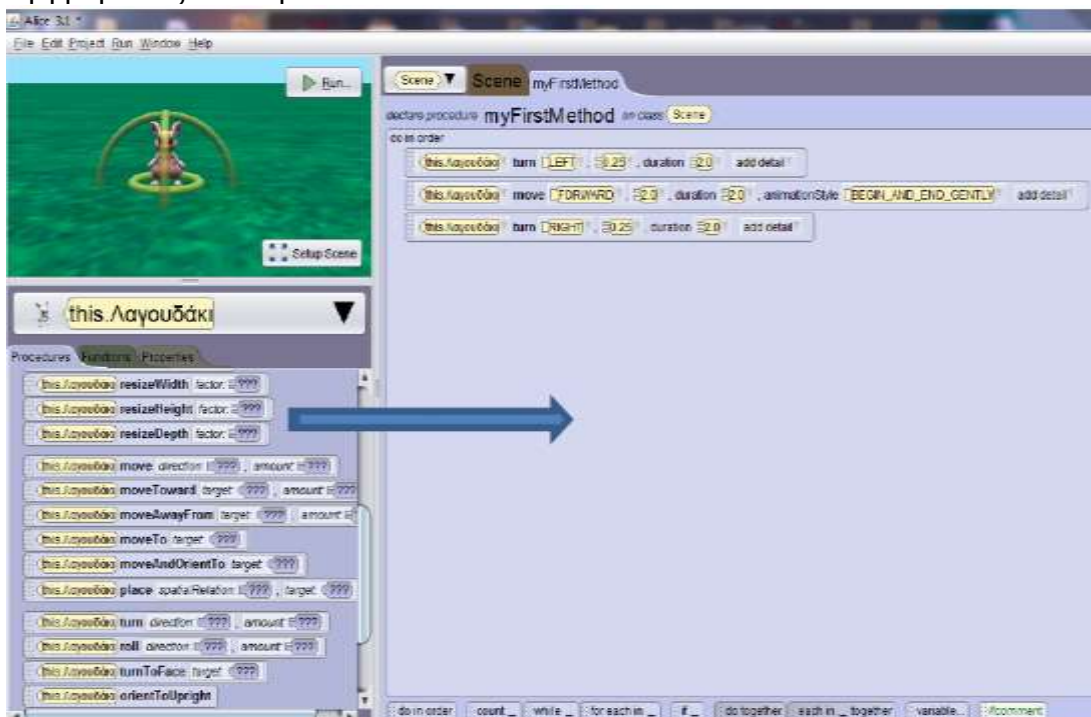 Alice 3.1 *
File Edit Project Run Window Help
Run...
Setup Scene
this.Λαγουδάκι
Procedures Functions Properties
this.Λαγουδάκι resizeWidth factor: ???
this.Λαγουδάκι resizeHeight factor: ???
this.Λαγουδάκι resizeDepth factor: ???
this.Λαγουδάκι move direction ???, amount ???
this.Λαγουδάκι moveToward target ???, amount ???
this.Λαγουδάκι moveAwayFrom target ???, amount
this.Λαγουδάκι moveTo target ???
this.Λαγουδάκι moveAndOrientTo target ???
this.Λαγουδάκι place spatialRelation ???, target ???
this.Λαγουδάκι turn direction ???, amount ???
this.Λαγουδάκι roll direction ???, amount ???
this.Λαγουδάκι turnToFace target ???
this.Λαγουδάκι orientToUpright
Scene Scene myFirstMethod
declare procedure myFirstMethod on class Scene
do in order
this.Λαγουδάκι turn LEFT, 0.25, duration 2.0 add detail
this.Λαγουδάκι move FORWARD, 2.0, duration 2.0, animationStyle BEGIN_AND_END_GENTLY add detail
this.Λαγουδάκι turn RIGHT, 0.25, duration 2.0 add detail
do in order count _ while _ for each in _ if _ do together each in _ together variable... //comment